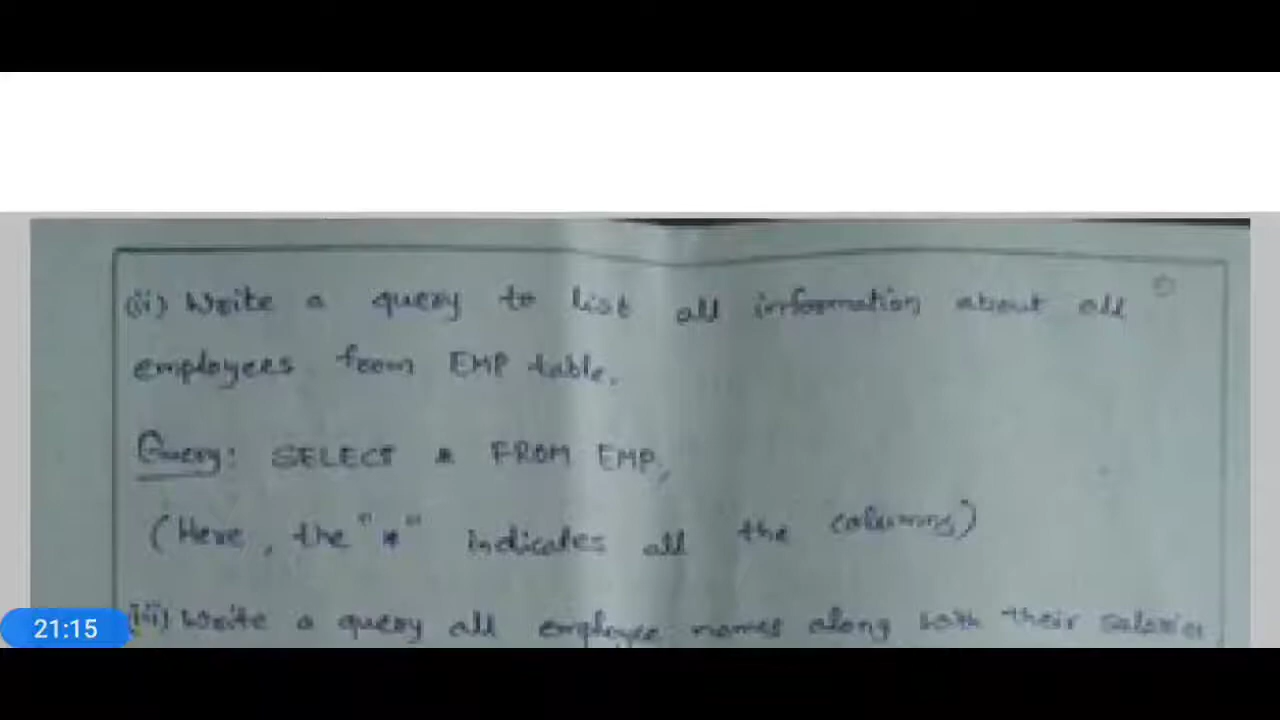 (ii) Write a query to list all information about all
employees from EMP table.
Query: SELECT * FROM EMP;
(Here, the "*" indicates all the columns)
(iii) Write a query all employee names along with their salaries
21:15